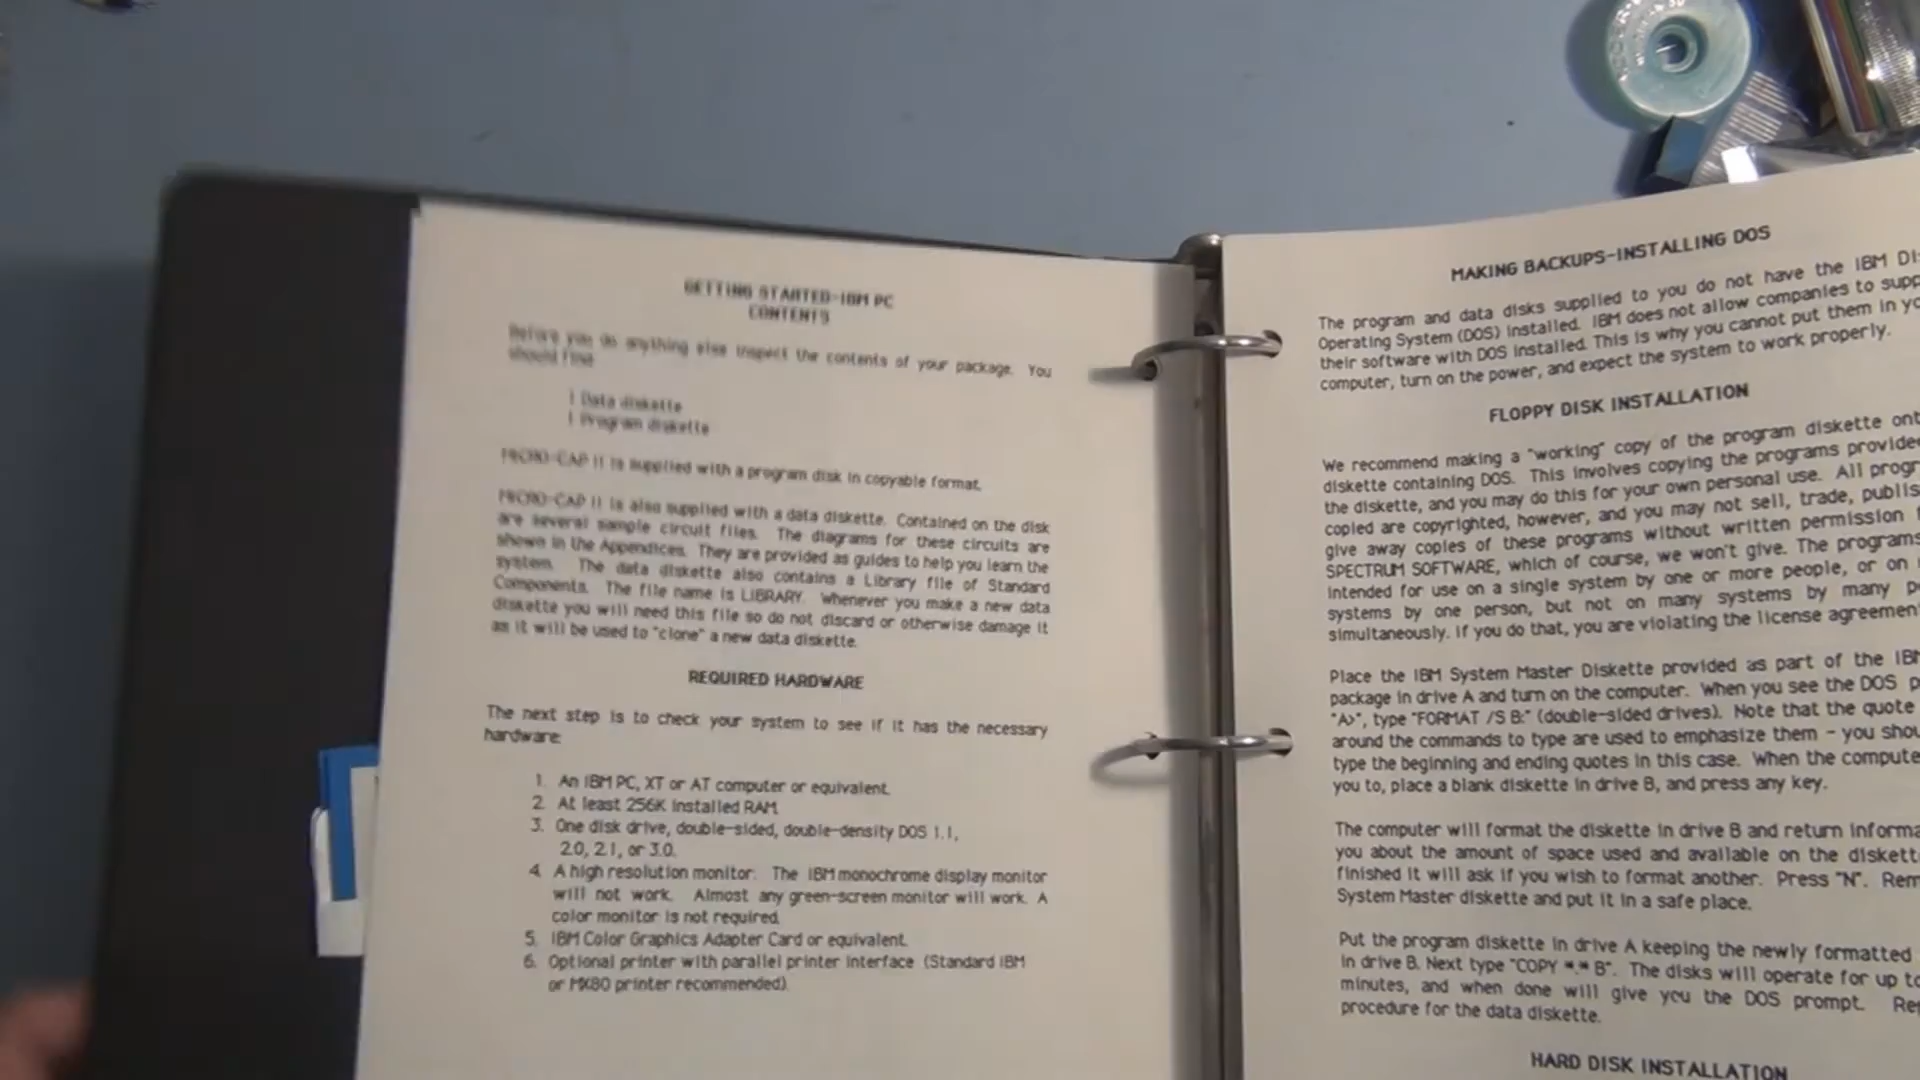 GETTING STARTED-IBM PC
CONTENTS
Before you do anything else inspect the contents of your package. You
should find
1 Data diskette
1 Program diskette
MICRO-CAP II is supplied with a program disk in copyable format.
MICRO-CAP II is also supplied with a data diskette. Contained on the disk
are several sample circuit files. The diagrams for these circuits are
shown in the Appendices. They are provided as guides to help you learn the
system. The data diskette also contains a Library file of Standard
Components. The file name is LIBRARY. Whenever you make a new data
diskette you will need this file so do not discard or otherwise damage it
as it will be used to "clone" a new data diskette.
REQUIRED HARDWARE
The next step is to check your system to see if it has the necessary
hardware:
1. An IBM PC, XT or AT computer or equivalent.
2. At least 256K installed RAM.
3. One disk drive, double-sided, double-density DOS 1.1,
2.0, 2.1, or 3.0.
4. A high resolution monitor. The IBM monochrome display monitor
will not work. Almost any green-screen monitor will work. A
color monitor is not required.
5. IBM Color Graphics Adapter Card or equivalent.
6. Optional printer with parallel printer interface (Standard IBM
or MX80 printer recommended).
MAKING BACKUPS-INSTALLING DOS
The program and data disks supplied to you do not have the IBM
Operating System (DOS) installed. IBM does not allow companies to
their software with DOS installed. This is why you cannot put them in
computer, turn on the power, and expect the system to work properly.
FLOPPY DISK INSTALLATION
We recommend making a "working" copy of the program diskette
diskette containing DOS. This involves copying the programs
the diskette, and you may do this for your own personal use. All
copied are copyrighted, however, and you may not sell, trade,
give away copies of these programs without written permission
SPECTRUM SOFTWARE, which of course, we won't give. The programs
intended for use on a single system by one or more people, or on
systems by one person, but not on many systems by many
simultaneously. If you do that, you are violating the license agreement
Place the IBM System Master Diskette provided as part of the
package in drive A and turn on the computer. When you see the DOS
"A>", type "FORMAT /S B:" (double-sided drives). Note that the quote
around the commands to type are used to emphasize them - you
type the beginning and ending quotes in this case. When the
you to, place a blank diskette in drive B, and press any key.
The computer will format the diskette in drive B and return
you about the amount of space used and available on the
finished it will ask if you wish to format another. Press "N".
System Master diskette and put it in a safe place.
Put the program diskette in drive A keeping the newly formatted
in drive B. Next type "COPY *.* B". The disks will operate for up
minutes, and when done will give you the DOS prompt.
procedure for the data diskette.
HARD DISK INSTALLATION